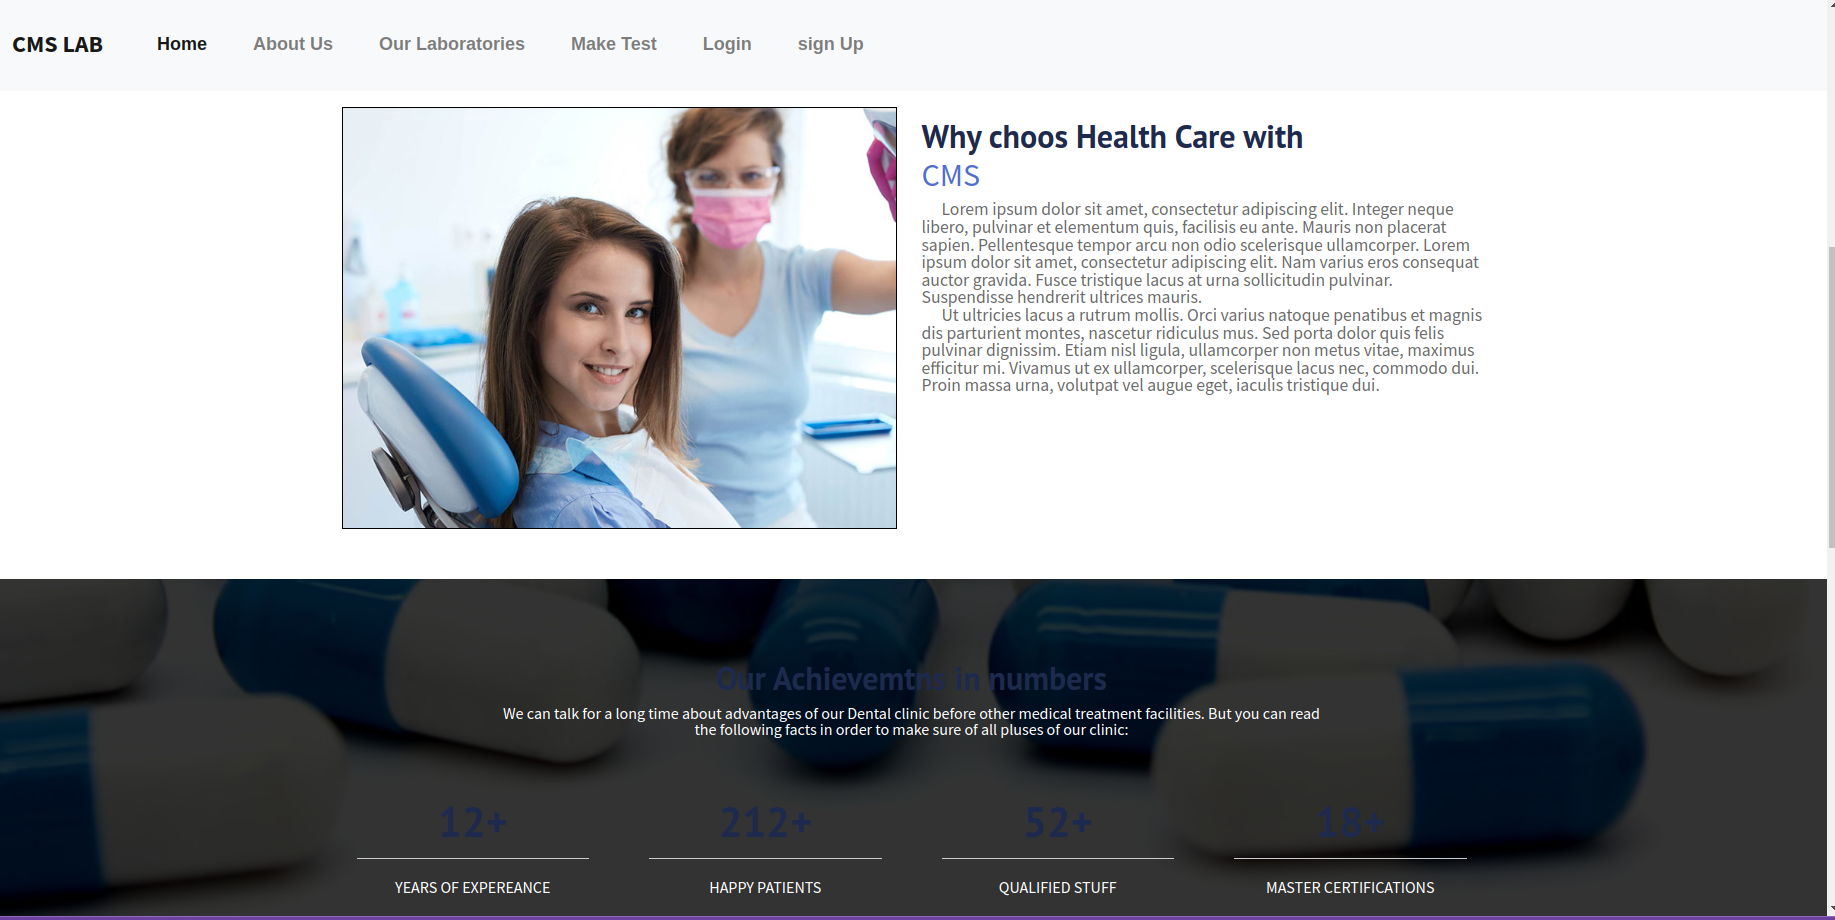 CMS LAB Home About Us Our Laboratories Make Test Login sign Up
Why choos Health Care with
CMS
Lorem ipsum dolor sit amet, consectetur adipiscing elit. Integer neque
libero, pulvinar et elementum quis, facilisis eu ante. Mauris non placerat
sapien. Pellentesque tempor arcu non odio scelerisque ullamcorper. Lorem
ipsum dolor sit amet, consectetur adipiscing elit. Nam varius eros consequat
auctor gravida. Fusce tristique lacus at urna sollicitudin pulvinar.
Suspendisse hendrerit ultrices mauris.
Ut ultricies lacus a rutrum mollis. Orci varius natoque penatibus et magnis
dis parturient montes, nascetur ridiculus mus. Sed porta dolor quis felis
pulvinar dignissim. Etiam nisl ligula, ullamcorper non metus vitae, maximus
efficitur mi. Vivamus ut ex ullamcorper, scelerisque lacus nec, commodo dui.
Proin massa urna, volutpat vel augue eget, iaculis tristique dui.
Our Achievemtns in numbers
We can talk for a long time about advantages of our Dental clinic before other medical treatment facilities. But you can read
the following facts in order to make sure of all pluses of our clinic:
12+ 212+ 52+ 18+
YEARS OF EXPEREANCE HAPPY PATIENTS QUALIFIED STUFF MASTER CERTIFICATIONS